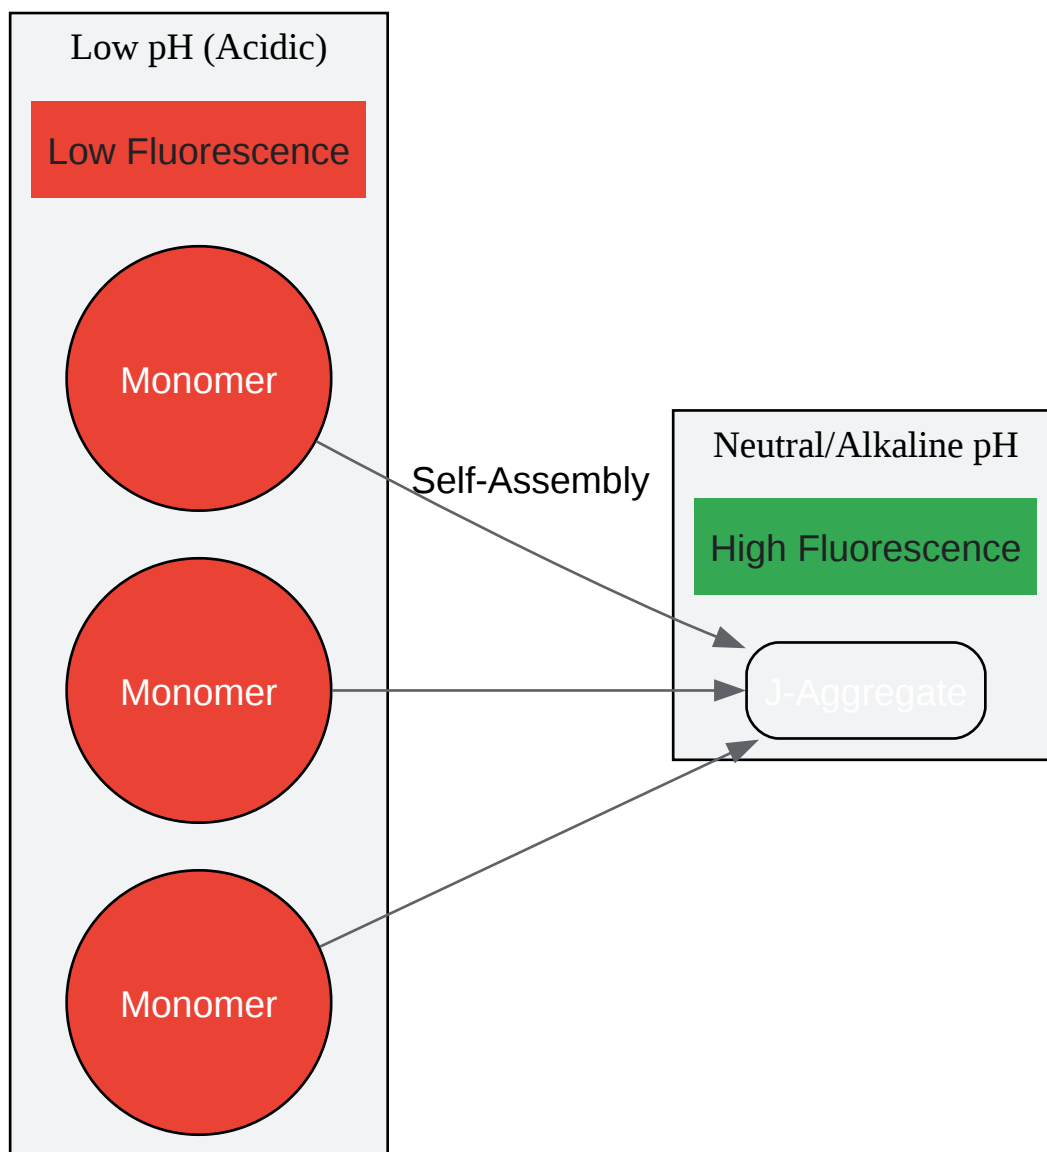 Low pH (Acidic)
Low Fluorescence
Monomer
Monomer
Monomer
Self-Assembly
Neutral/Alkaline pH
High Fluorescence
J-Aggregate